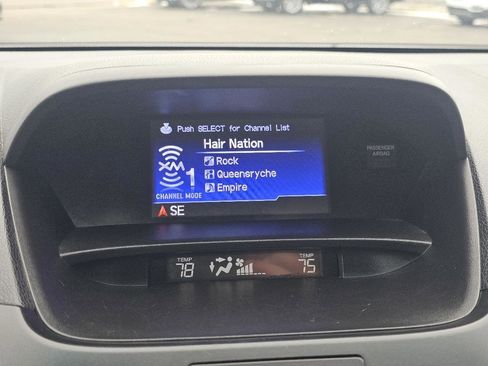 Push SELECT for Channel List
Hair Nation
XM
1
Rock
Queensryche
Empire
CHANNEL MODE
SE
PASSENGER
AIRBAG
TEMP
78
TEMP
75